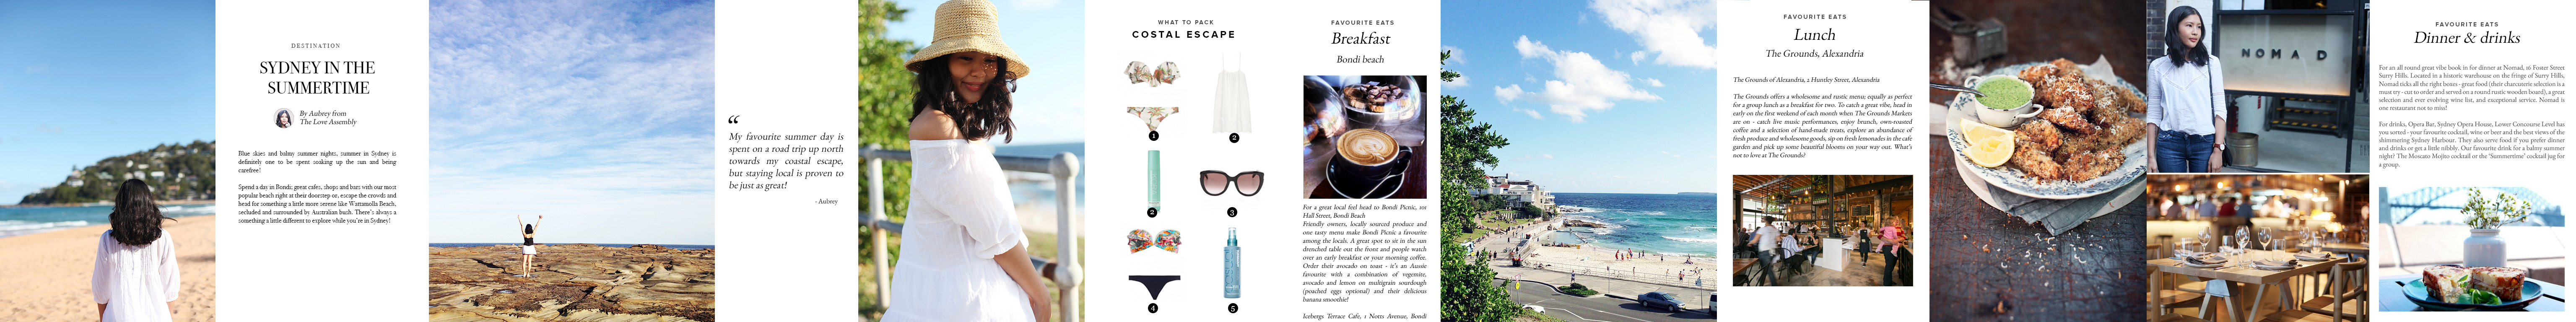 DESTINATION
SYDNEY IN THE
SUMMERTIME
By Aubrey from
The Love Assembly
Blue skies and balmy summer nights, summer in Sydney is
definitely one to be spent soaking up the sun and being
carefree!
Spend a day in Bondi; great cafes, shops and bars with our most
popular beach right at their doorstep or, escape the crowds and
head for something a little more serene like Wattamolla Beach,
secluded and surrounded by Australian bush. There's always a
something a little different to explore while you're in Sydney!
“
My favourite summer day is
spent on a road trip up north
towards my coastal escape,
but staying local is proven to
be just as great!
- Aubrey
WHAT TO PACK
COSTAL ESCAPE
1
2
2
3
4
5
FAVOURITE EATS
Breakfast
Bondi beach
For a great local feel head to Bondi Picnic, 101
Hall Street, Bondi Beach
Friendly owners, locally sourced produce and
one tasty menu make Bondi Picnic a favourite
among the locals. A great spot to sit in the sun
drenched table out the front and people watch
over an early breakfast or your morning coffee.
Order their avocado on toast - it's an Aussie
favourite with a combination of vegemite,
avocado and lemon on multigrain sourdough
(poached eggs optional) and their delicious
banana smoothie!
Icebergs Terrace Cafe, 1 Notts Avenue, Bondi
FAVOURITE EATS
Lunch
The Grounds, Alexandria
The Grounds of Alexandria, 2 Huntley Street, Alexandria
The Grounds offers a wholesome and rustic menu; equally as perfect
for a group lunch as a breakfast for two. To catch a great vibe, head in
early on the first weekend of each month when The Grounds Markets
are on - catch live music performances, enjoy brunch, own-roasted
coffee and a selection of hand-made treats, explore an abundance of
fresh produce and wholesome goods, sip on fresh lemonades in the cafe
garden and pick up some beautiful blooms on your way out. What's
not to love at The Grounds?
NOMAD
FAVOURITE EATS
Dinner & drinks
For an all round great vibe book in for dinner at Nomad, 16 Foster Street
Surry Hills. Located in a historic warehouse on the fringe of Surry Hills,
Nomad ticks all the right boxes - great food (their charcuterie selection is a
must try - cut to order and served on a round rustic wooden board), a great
selection and ever evolving wine list, and exceptional service. Nomad is
one restaurant not to miss!
For drinks, Opera Bar, Sydney Opera House, Lower Concourse Level has
you sorted - your favourite cocktail, wine or beer and the best views of the
shimmering Sydney Harbour. They also serve food if you prefer dinner
and drinks or get a little nibbly. Our favourite drink for a balmy summer
night? The Moscato Mojito cocktail or the 'Summertime' cocktail jug for
a group.